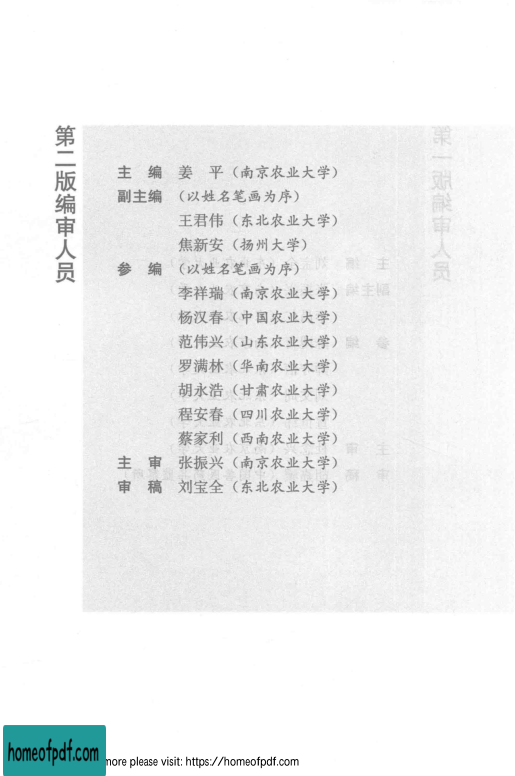 第二版编审人员
主 编 姜 平（南京农业大学）
副主编 （以姓名笔画为序）
王君伟（东北农业大学）
焦新安（扬州大学）
参 编 （以姓名笔画为序）
李祥瑞（南京农业大学）
杨汉春（中国农业大学）
范伟兴（山东农业大学）
罗满林（华南农业大学）
胡永浩（甘肃农业大学）
程安春（四川农业大学）
蔡家利（西南农业大学）
主 审 张振兴（南京农业大学）
审 稿 刘宝全（东北农业大学）
homeofpdf.com
more please visit: https://homeofpdf.com